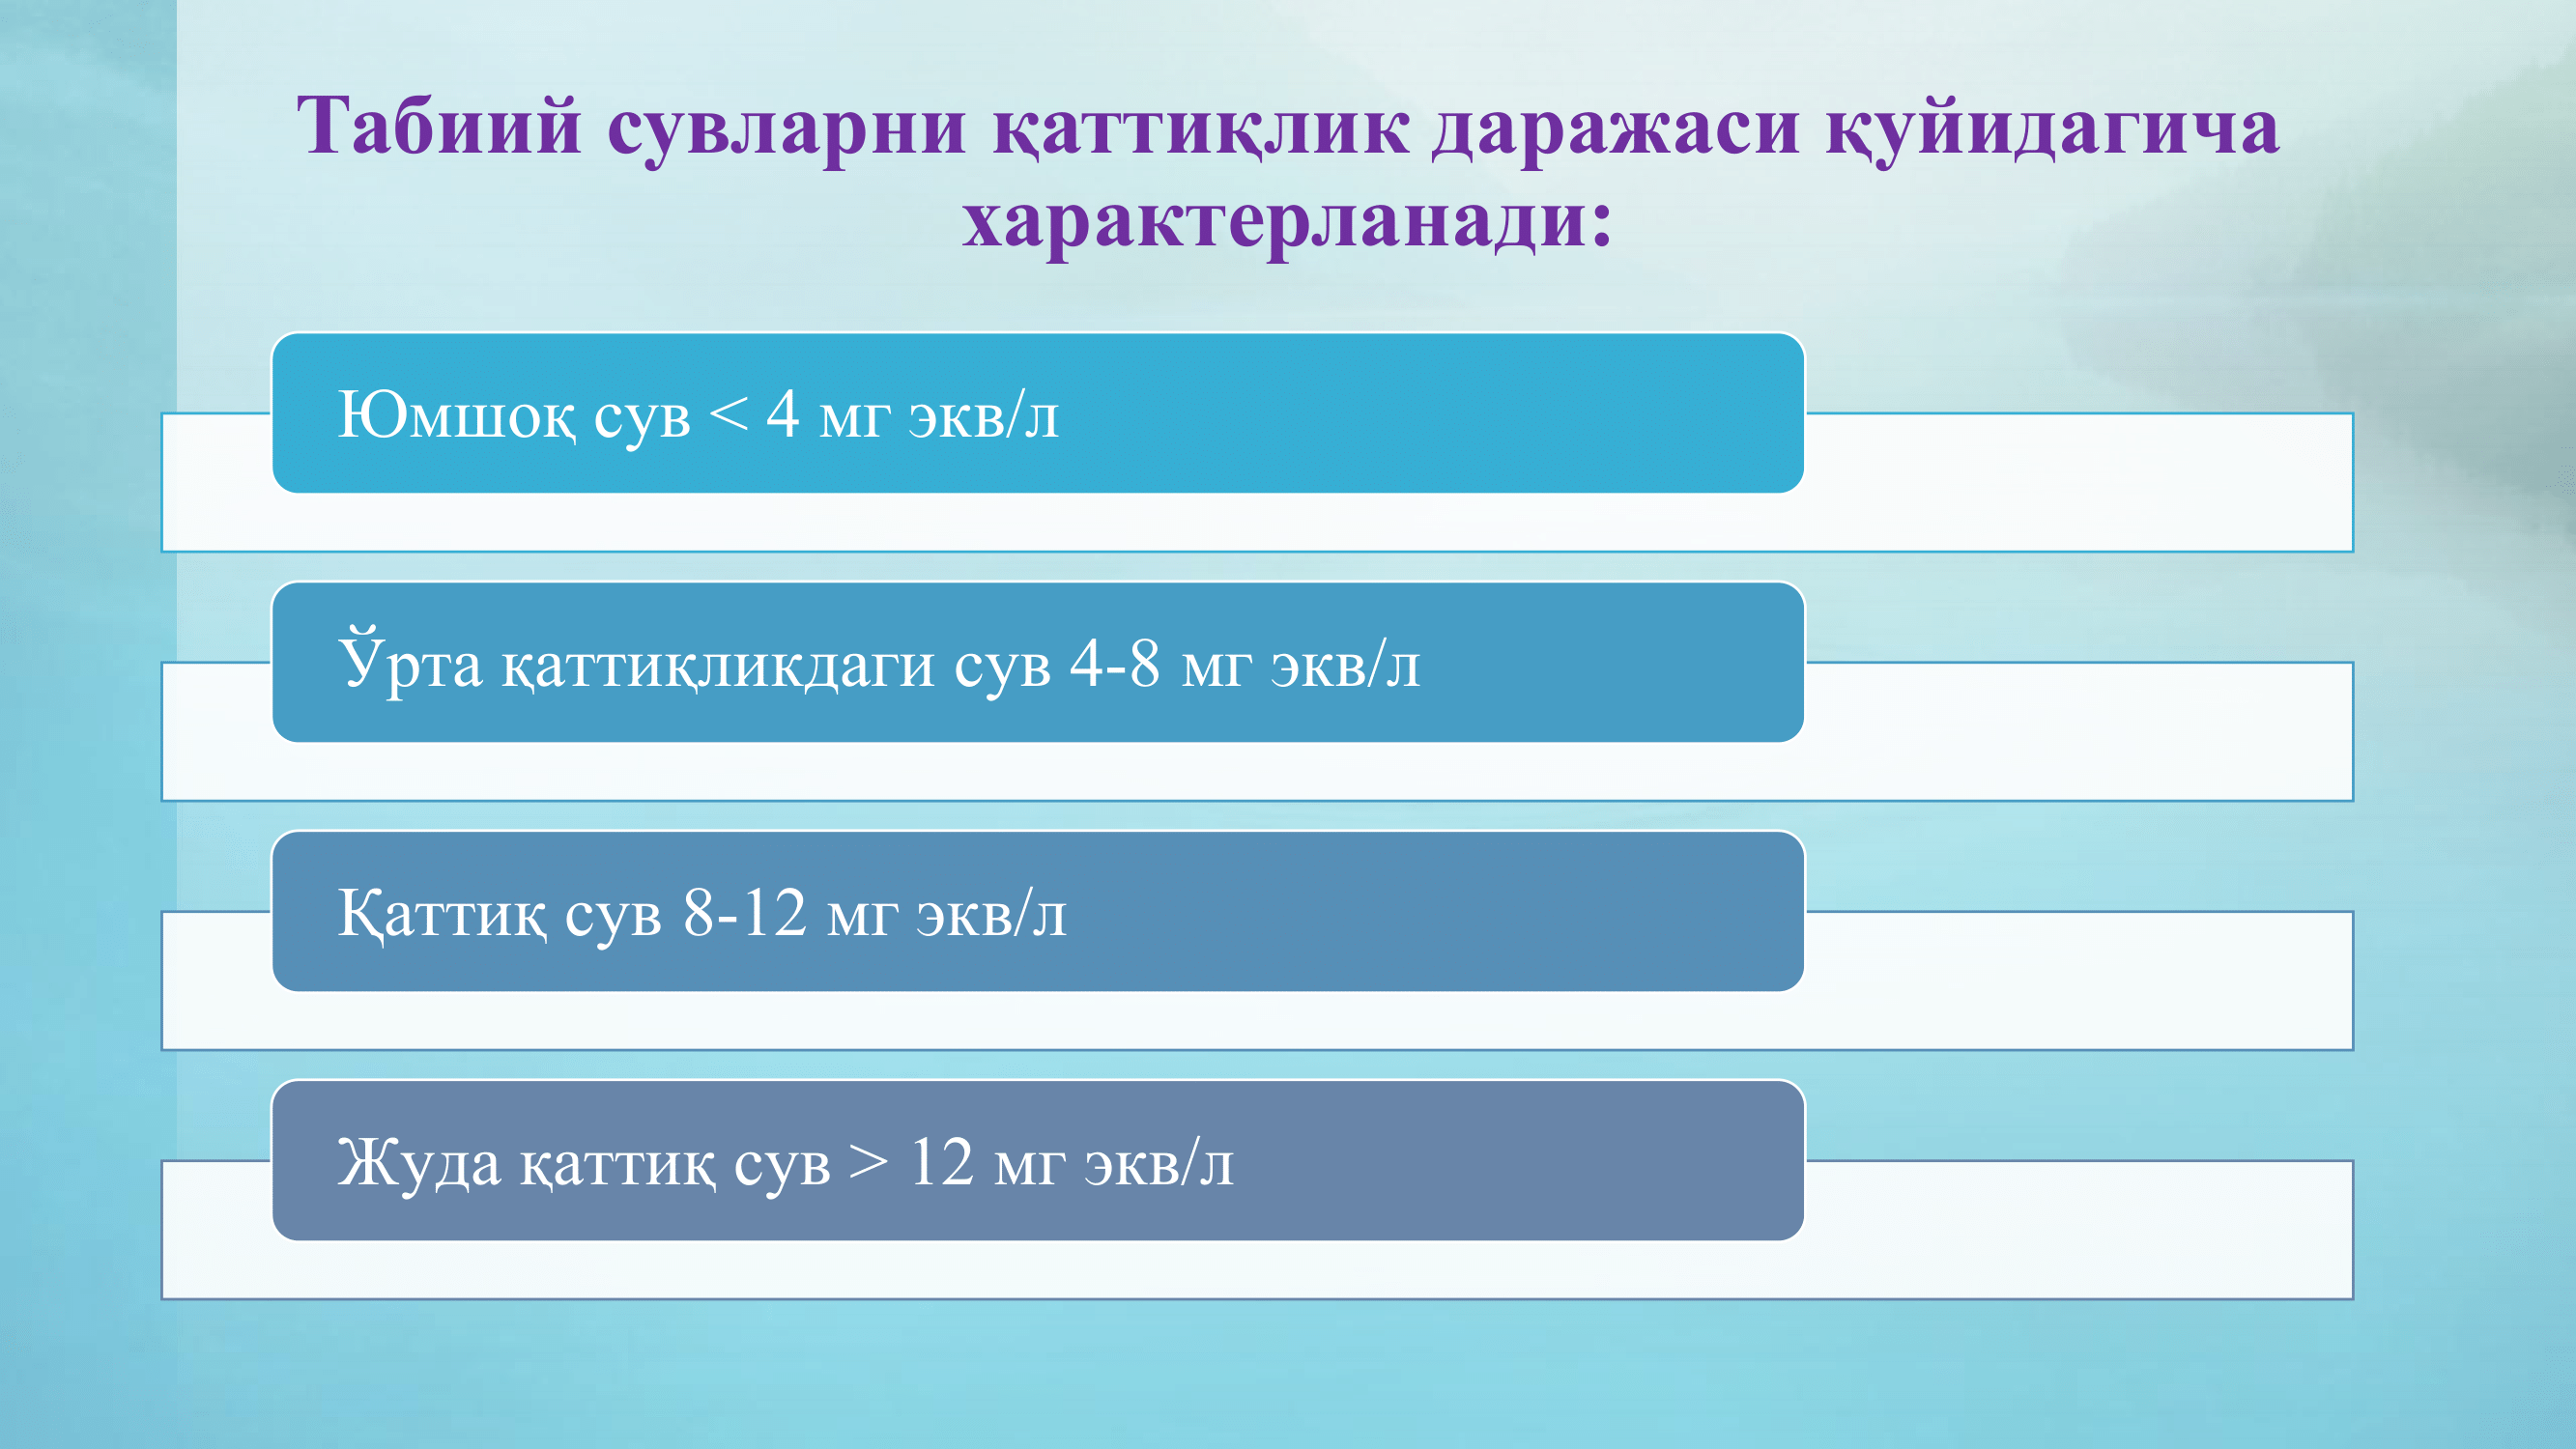 Табиий сувларни қаттиқлик даражаси қуйидагича
характерланади:
Юмшоқ сув < 4 мг экв/л
Ўрта қаттиқликдаги сув 4-8 мг экв/л
Қаттиқ сув 8-12 мг экв/л
Жуда қаттиқ сув > 12 мг экв/л